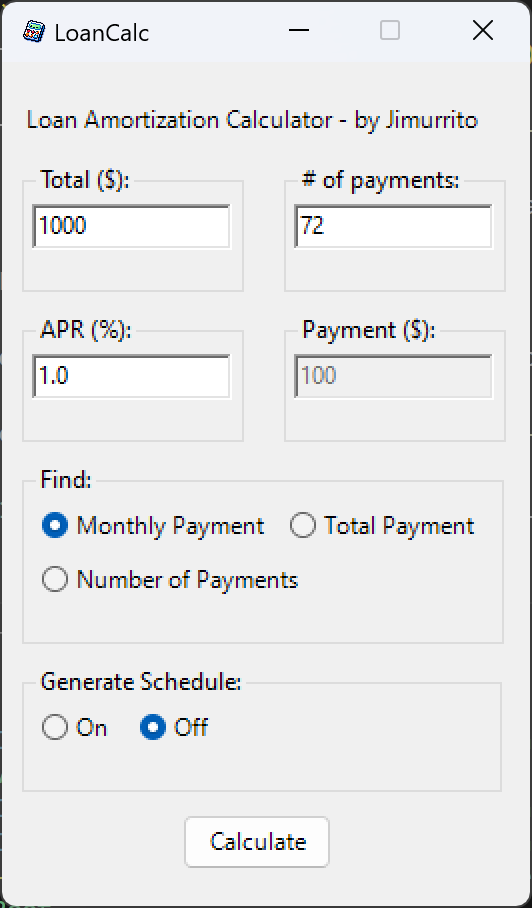 LoanCalc
Loan Amortization Calculator - by Jimurrito
Total ($): # of payments:
1000 72
APR (%): Payment ($):
1.0 100
Find:
Monthly Payment Total Payment
Number of Payments
Generate Schedule:
On Off
Calculate